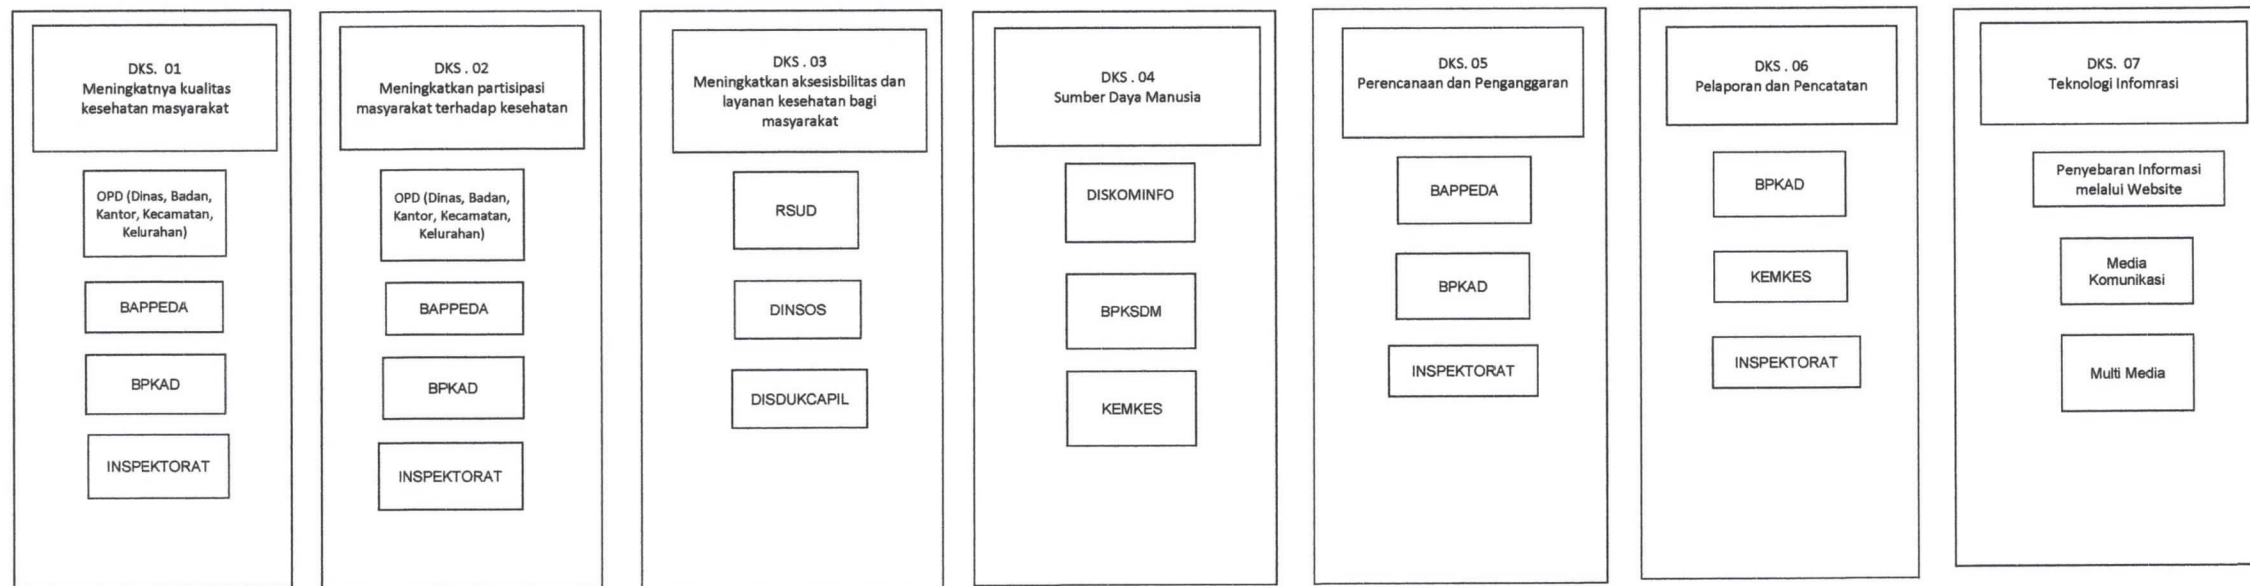 DKS. 01
Meningkatnya kualitas
kesehatan masyarakat
OPD (Dinas, Badan,
Kantor, Kecamatan,
Kelurahan)
BAPPEDA
BPKAD
INSPEKTORAT
DKS . 02
Meningkatkan partisipasi
masyarakat terhadap kesehatan
OPD (Dinas, Badan,
Kantor, Kecamatan,
Kelurahan)
BAPPEDA
BPKAD
INSPEKTORAT
DKS . 03
Meningkatkan aksesisbilitas dan
layanan kesehatan bagi
masyarakat
RSUD
DINSOS
DISDUKCAPIL
DKS . 04
Sumber Daya Manusia
DISKOMINFO
BPKSDM
KEMKES
DKS. 05
Perencanaan dan Penganggaran
BAPPEDA
BPKAD
INSPEKTORAT
DKS . 06
Pelaporan dan Pencatatan
BPKAD
KEMKES
INSPEKTORAT
DKS. 07
Teknologi Infomrasi
Penyebaran Informasi
melalui Website
Media
Komunikasi
Multi Media